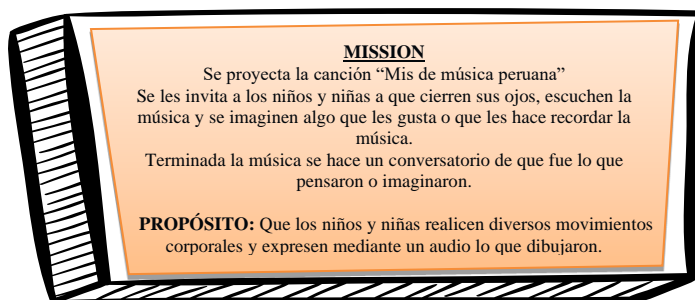 MISSION
Se proyecta la canción “Mis de música peruana”
Se les invita a los niños y niñas a que cierren sus ojos, escuchen la
música y se imaginen algo que les gusta o que les hace recordar la
música.
Terminada la música se hace un conversatorio de que fue lo que
pensaron o imaginaron.
PROPÓSITO: Que los niños y niñas realicen diversos movimientos
corporales y expresen mediante un audio lo que dibujaron.